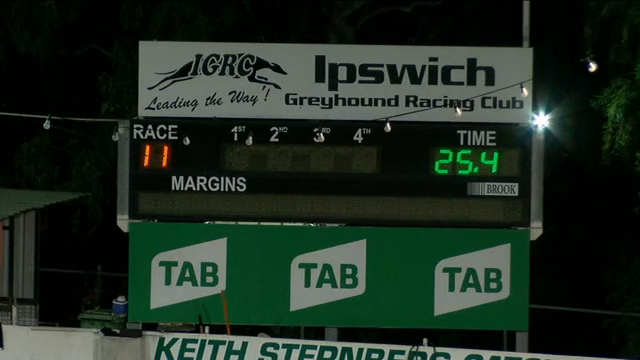 IGRC
Leading the Way'!
Ipswich
Greyhound Racing Club
RACE 1ST 2ND 3RD 4TH TIME
11 25.4
MARGINS BROOK
TAB TAB TAB
KEITH STERNBERG